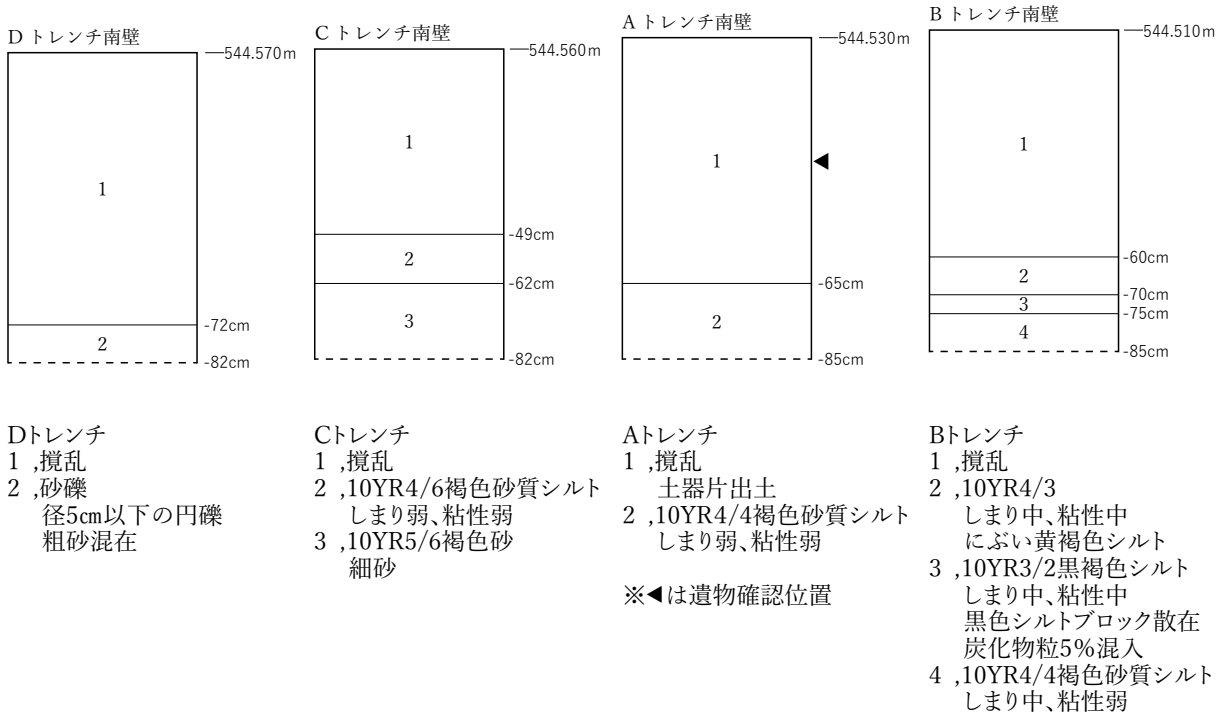 D トレンチ南壁
544.570m
1
-72cm
2
-82cm
C トレンチ南壁
544.560m
1
-49cm
2
-62cm
3
-82cm
A トレンチ南壁
544.530m
1
◀
-65cm
2
-85cm
B トレンチ南壁
544.510m
1
-60cm
2
-70cm
3
-75cm
4
-85cm
Dトレンチ
1 ,撹乱
2 ,砂礫
径5㎝以下の円礫
粗砂混在
Cトレンチ
1 ,撹乱
2 ,10YR4/6褐色砂質シルト
しまり弱、粘性弱
3 ,10YR5/6褐色砂
細砂
Aトレンチ
1 ,撹乱
土器片出土
2 ,10YR4/4褐色砂質シルト
しまり弱、粘性弱
※◀は遺物確認位置
Bトレンチ
1 ,撹乱
2 ,10YR4/3
しまり中、粘性中
にぶい黄褐色シルト
3 ,10YR3/2黒褐色シルト
しまり中、粘性中
黒色シルトブロック散在
炭化物粒5%混入
4 ,10YR4/4褐色砂質シルト
しまり中、粘性弱